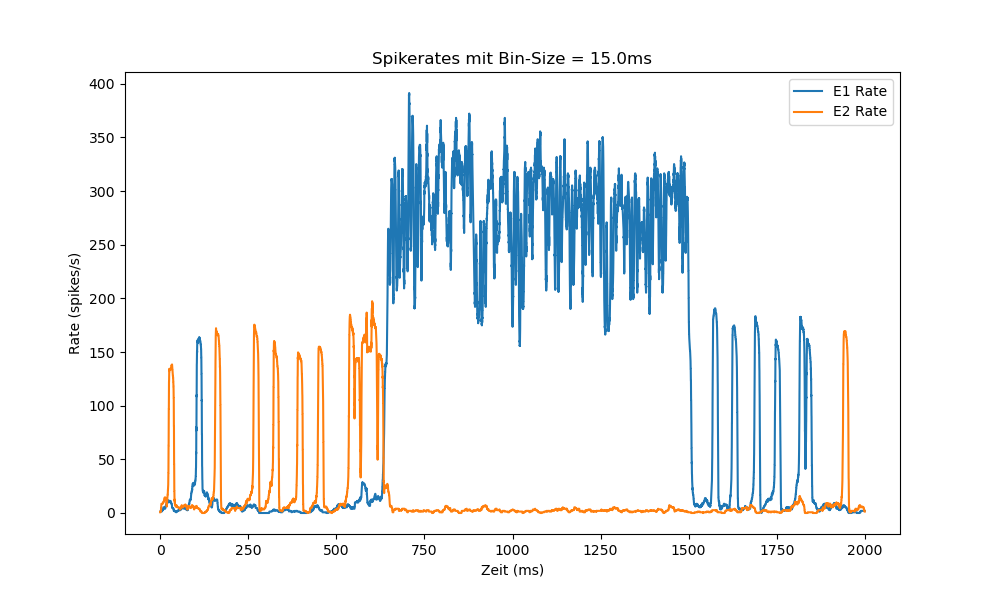 Spikerates mit Bin-Size = 15.0ms
E1 Rate
E2 Rate
Rate (spikes/s)
400
350
300
250
200
150
100
50
0
0 250 500 750 1000 1250 1500 1750 2000
Zeit (ms)